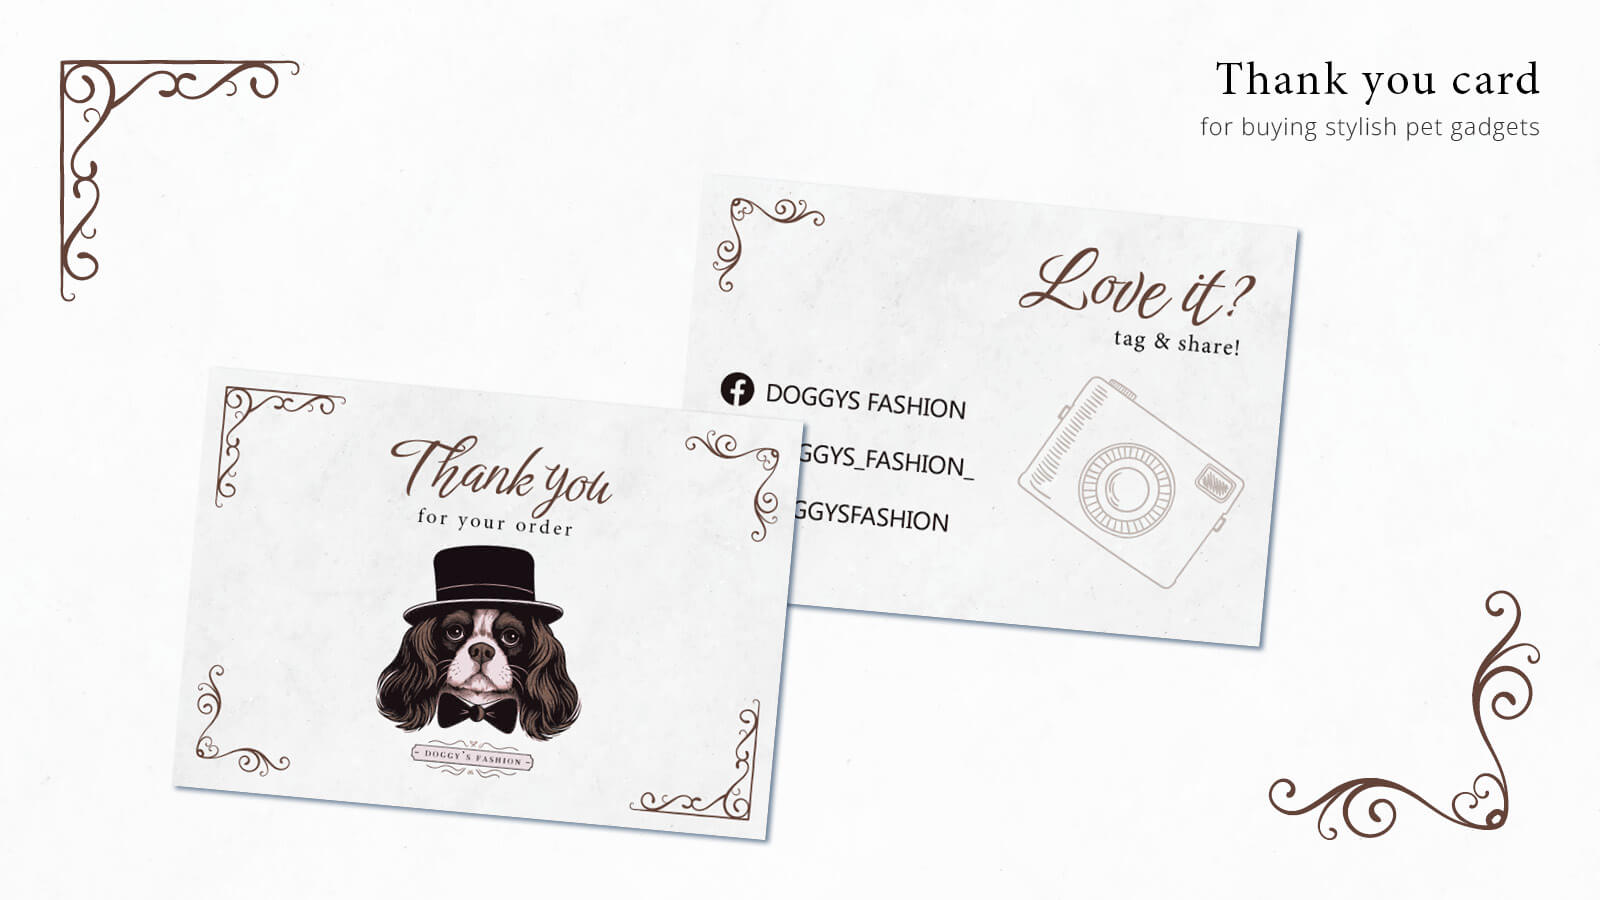 Thank you card
for buying stylish pet gadgets
Love it?
tag & share!
DOGGYS FASHION
GGYS_FASHION_
GGYSFASHION
Thank you
for your order
DOGGY'S FASHION